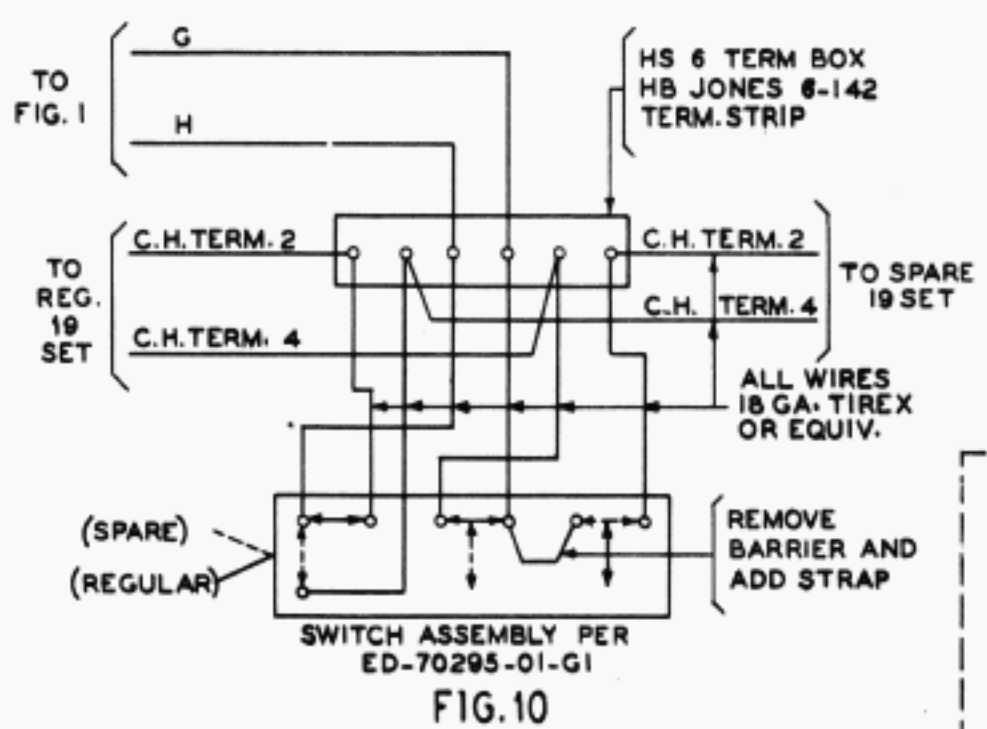 TO
FIG. 1
G
H
HS 6 TERM BOX
HB JONES 6-142
TERM. STRIP
TO
REG.
19
SET
C.H. TERM. 2
C.H. TERM. 4
C.H. TERM. 2
C.H. TERM. 4
TO SPARE
19 SET
ALL WIRES
18 GA. TIREX
OR EQUIV.
(SPARE)
(REGULAR)
REMOVE
BARRIER AND
ADD STRAP
SWITCH ASSEMBLY PER
ED-70295-01-G1
FIG. 10